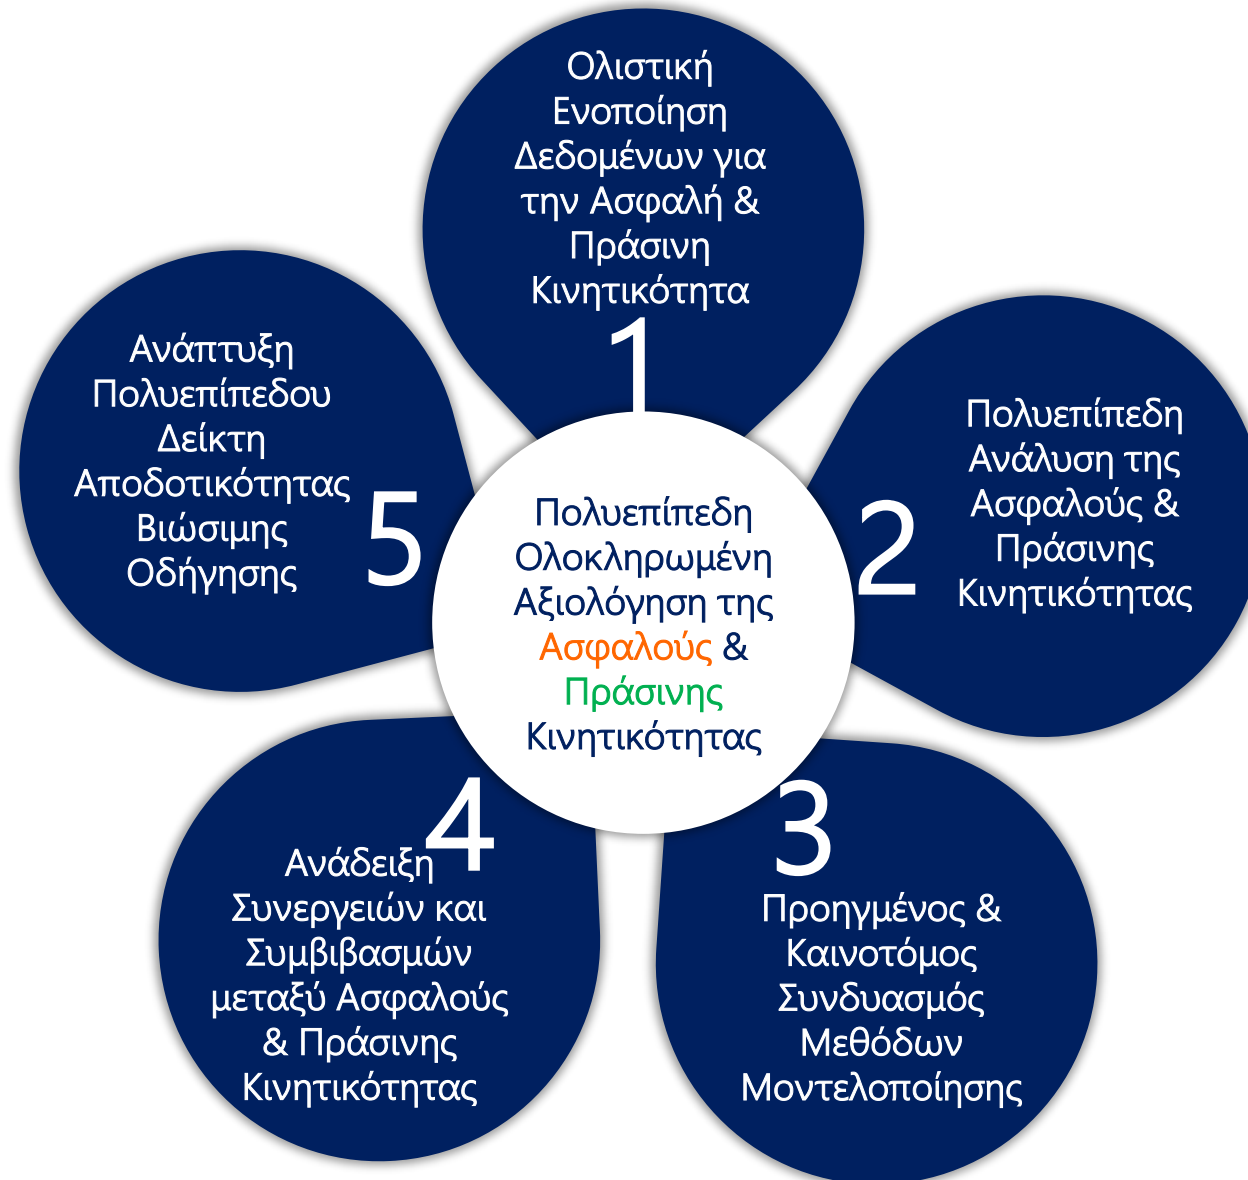 Ολιστική
Ενοποίηση
Δεδομένων για
την Ασφαλή &
Πράσινη
Κινητικότητα
1
Πολυεπίπεδη
Ανάλυση της
Ασφαλούς &
Πράσινης
Κινητικότητας
2
3
Προηγμένος &
Καινοτόμος
Συνδυασμός
Μεθόδων
Μοντελοποίησης
4
Ανάδειξη
Συνεργειών και
Συμβιβασμών
μεταξύ Ασφαλούς
& Πράσινης
Κινητικότητας
Ανάπτυξη
Πολυεπίπεδου
Δείκτη
Αποδοτικότητας
Βιώσιμης
Οδήγησης
5
Πολυεπίπεδη
Ολοκληρωμένη
Αξιολόγηση της
Ασφαλούς &
Πράσινης
Κινητικότητας